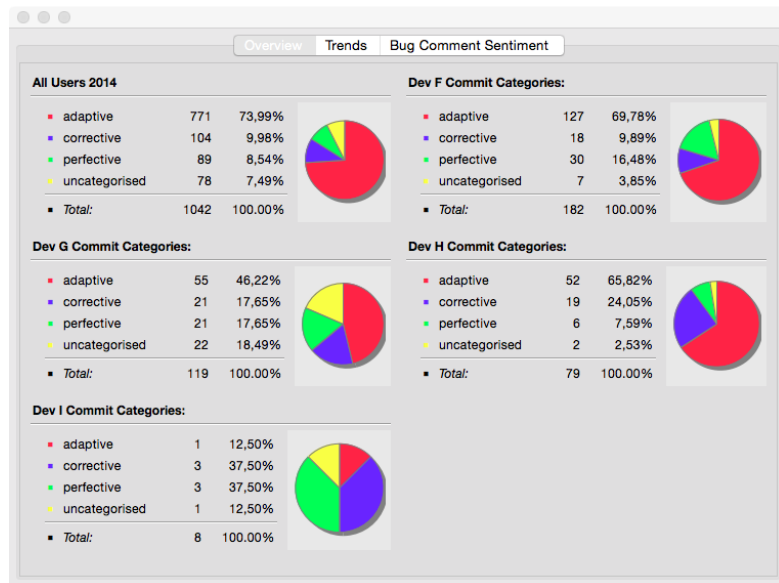 Overview Trends Bug Comment Sentiment
All Users 2014
adaptive 771 73,99%
corrective 104 9,98%
perfective 89 8,54%
uncategorised 78 7,49%
Total: 1042 100.00%
Dev F Commit Categories:
adaptive 127 69,78%
corrective 18 9,89%
perfective 30 16,48%
uncategorised 7 3,85%
Total: 182 100.00%
Dev G Commit Categories:
adaptive 55 46,22%
corrective 21 17,65%
perfective 21 17,65%
uncategorised 22 18,49%
Total: 119 100.00%
Dev H Commit Categories:
adaptive 52 65,82%
corrective 19 24,05%
perfective 6 7,59%
uncategorised 2 2,53%
Total: 79 100.00%
Dev I Commit Categories:
adaptive 1 12,50%
corrective 3 37,50%
perfective 3 37,50%
uncategorised 1 12,50%
Total: 8 100.00%